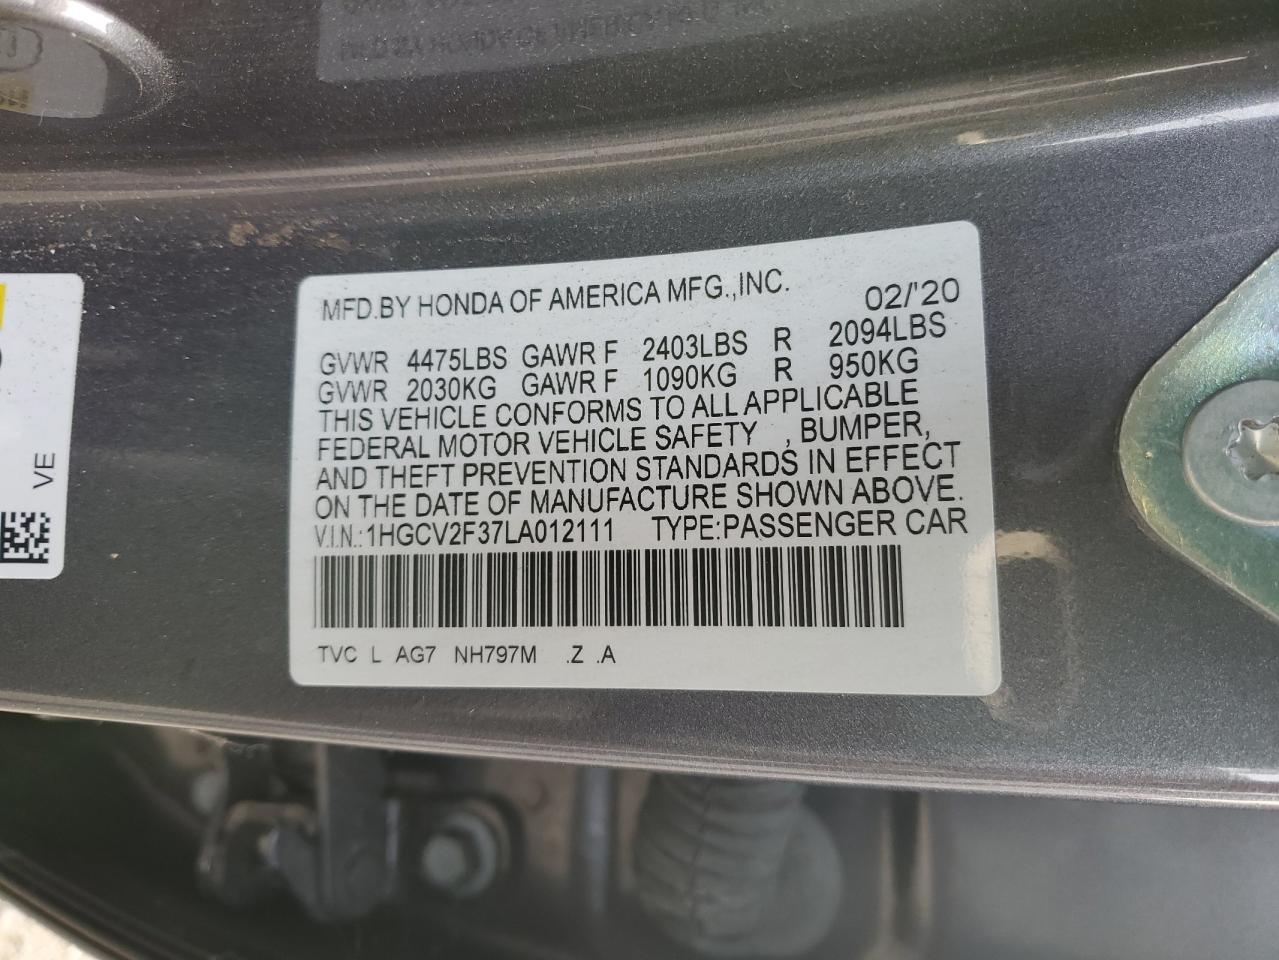 MFD.BY HONDA OF AMERICA MFG.,INC. 02/'20
GVWR 4475LBS GAWR F 2403LBS R 2094LBS
GVWR 2030KG GAWR F 1090KG R 950KG
THIS VEHICLE CONFORMS TO ALL APPLICABLE
FEDERAL MOTOR VEHICLE SAFETY , BUMPER,
AND THEFT PREVENTION STANDARDS IN EFFECT
ON THE DATE OF MANUFACTURE SHOWN ABOVE.
V.I.N.:1HGCV2F37LA012111 TYPE:PASSENGER CAR
TVC L AG7 NH797M .Z .A
VE